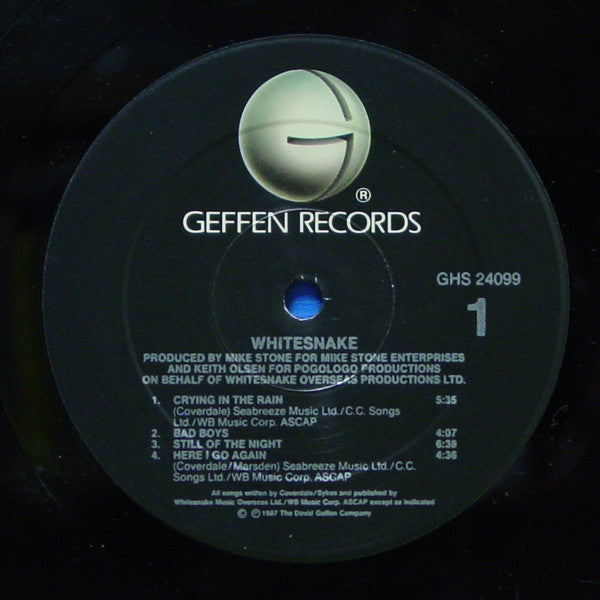 G
®
GEFFEN RECORDS
GHS 24099
1
WHITESNAKE
PRODUCED BY MIKE STONE FOR MIKE STONE ENTERPRISES
AND KEITH OLSEN FOR POGOLOGO PRODUCTIONS
ON BEHALF OF WHITESNAKE OVERSEAS PRODUCTIONS LTD.
1. CRYING IN THE RAIN 5:35
(Coverdale) Seabreeze Music Ltd./C.C. Songs
Ltd./WB Music Corp. ASCAP
2. BAD BOYS 4:07
3. STILL OF THE NIGHT 6:38
4. HERE I GO AGAIN 4:36
(Coverdale/Marsden) Seabreeze Music Ltd./C.C.
Songs Ltd./WB Music Corp. ASCAP
All songs written by Coverdale/Sykes and published by
Whitesnake Music Overseas Ltd./WB Music Corp. ASCAP except as indicated
© ℗1987 The David Geffen Company